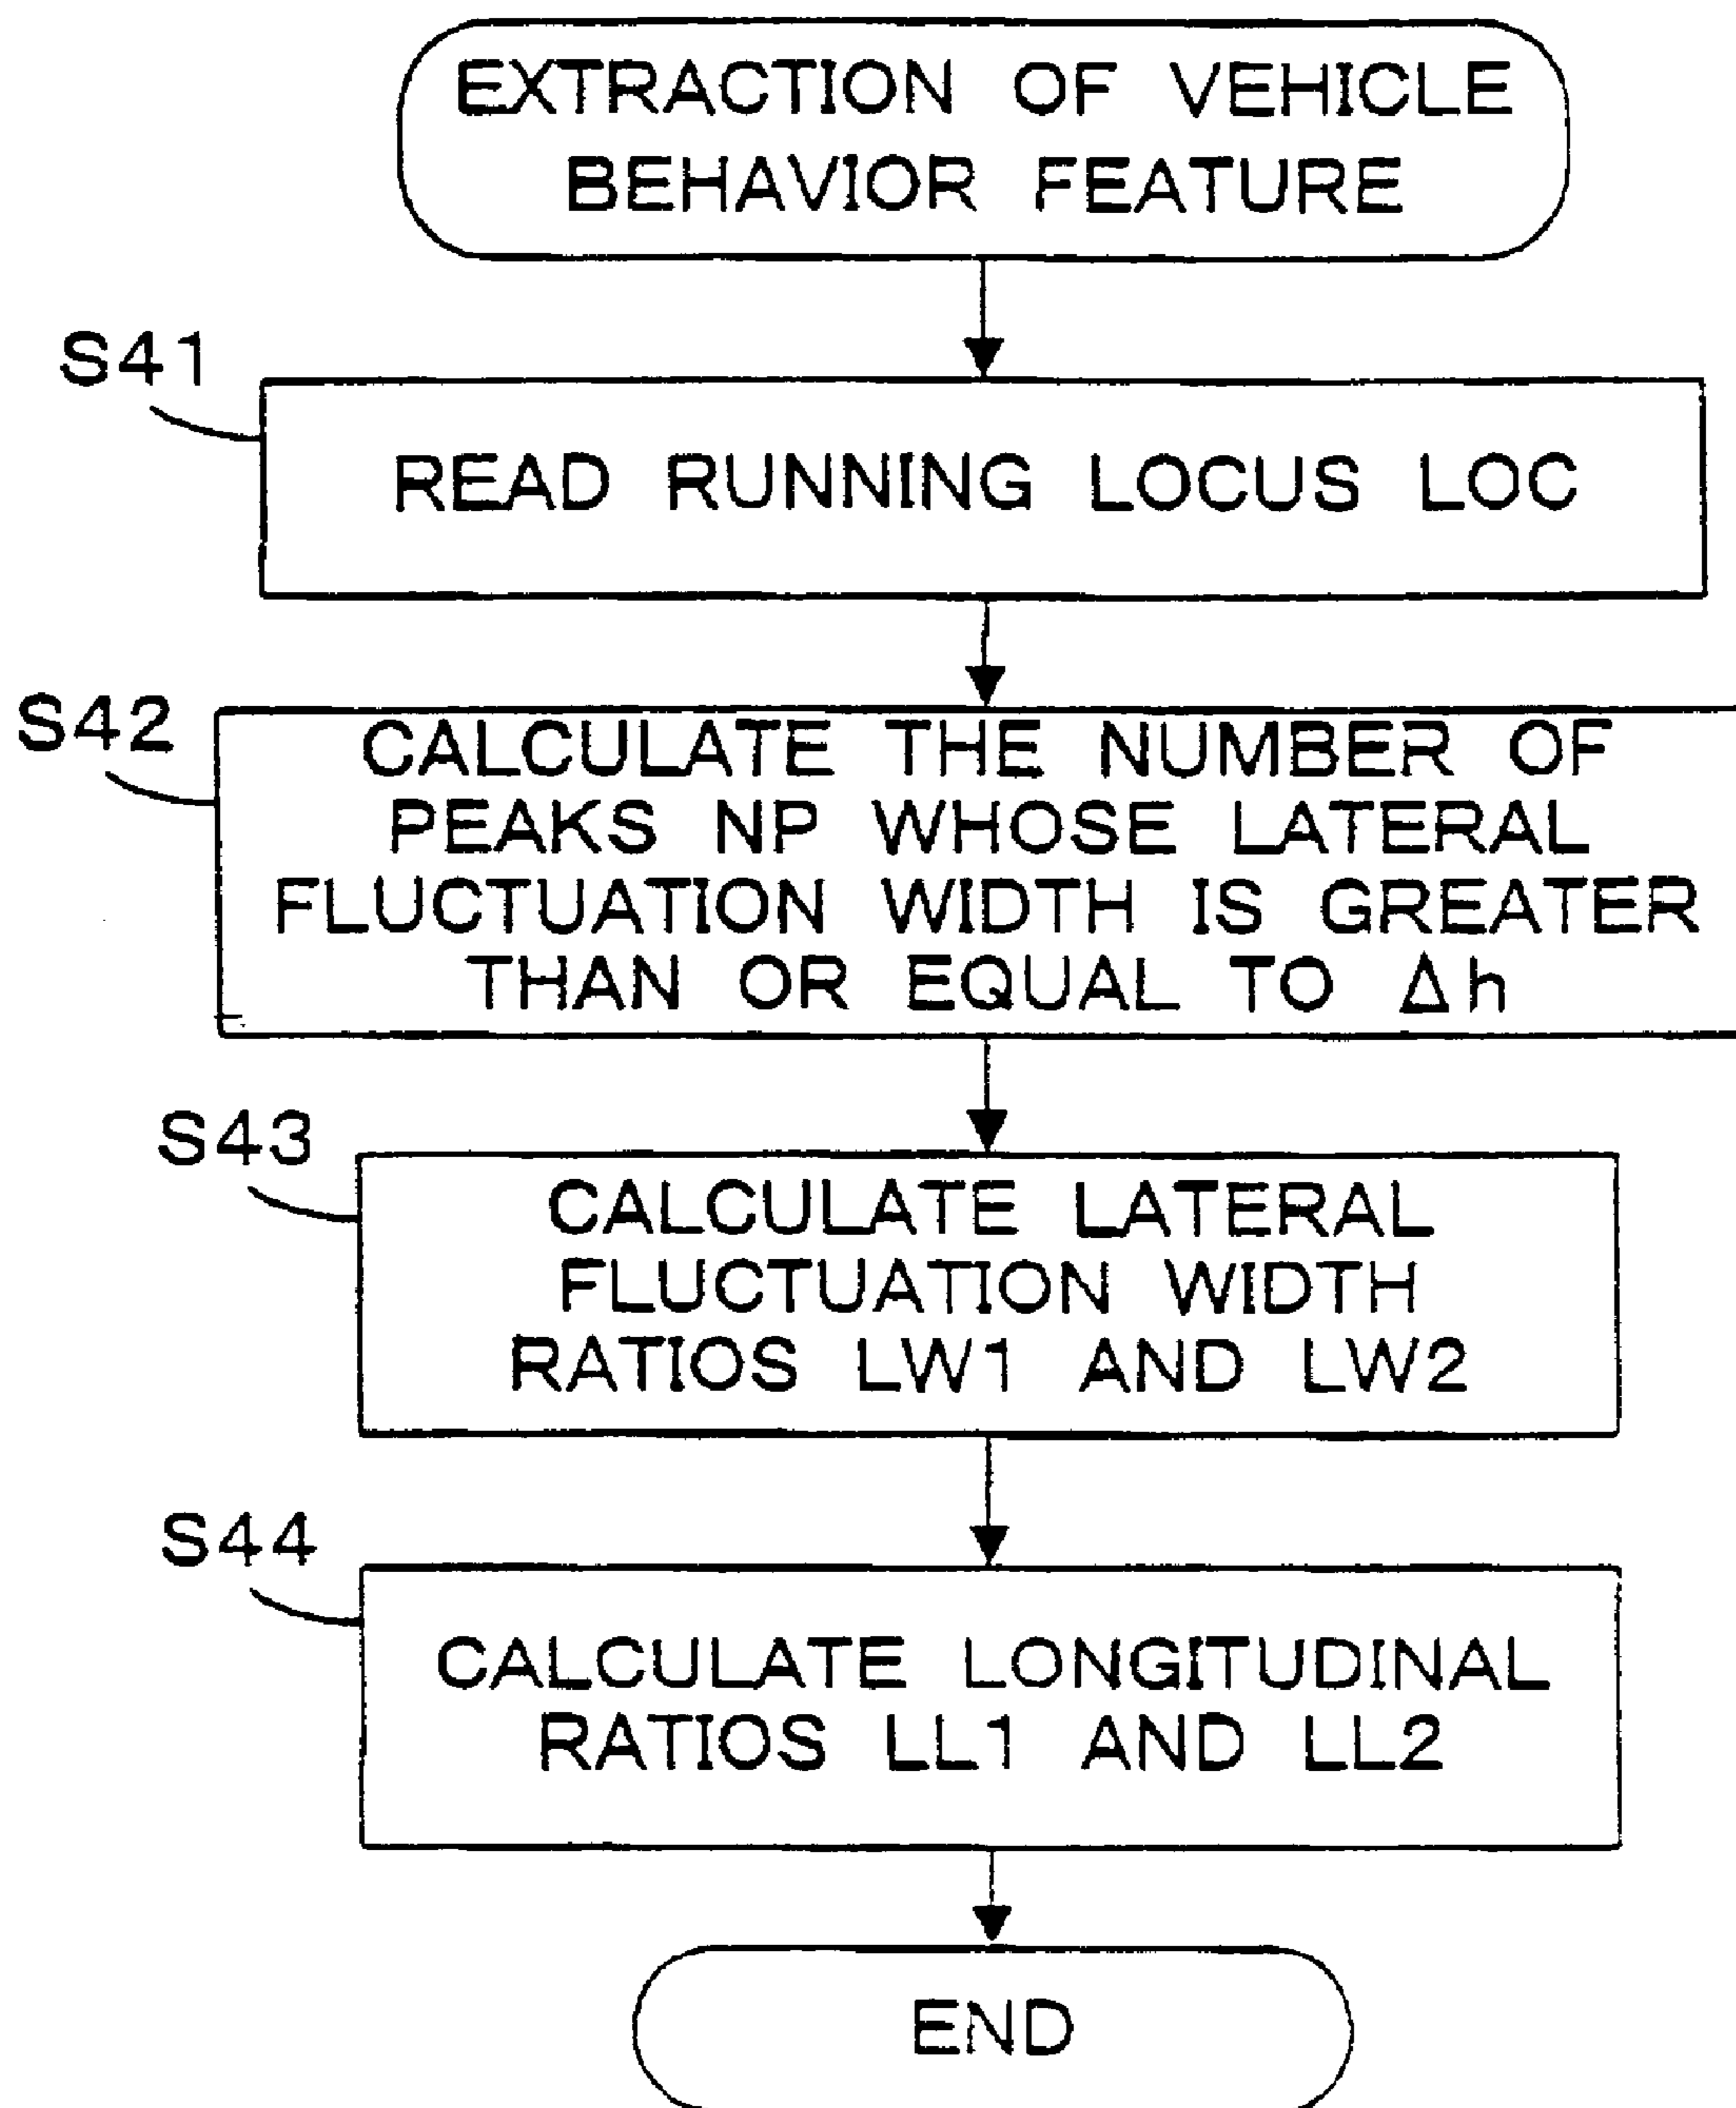 EXTRACTION OF VEHICLE
BEHAVIOR FEATURE
S41
READ RUNNING LOCUS LOC
S42
CALCULATE THE NUMBER OF
PEAKS NP WHOSE LATERAL
FLUCTUATION WIDTH IS GREATER
THAN OR EQUAL TO Δh
S43
CALCULATE LATERAL
FLUCTUATION WIDTH
RATIOS LW1 AND LW2
S44
CALCULATE LONGITUDINAL
RATIOS LL1 AND LL2
END